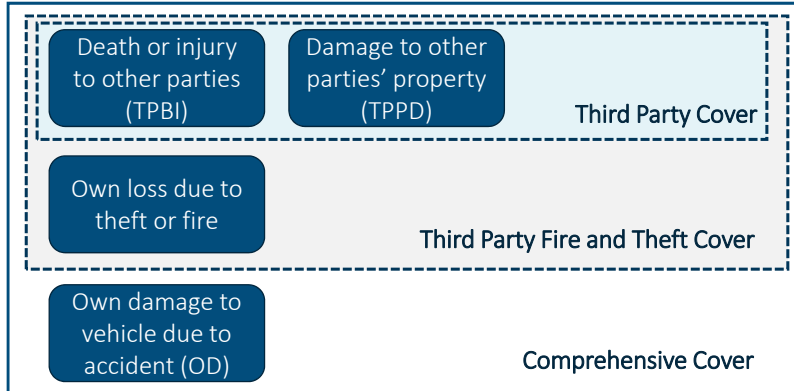 Death or injury
to other parties
(TPBI)
Damage to other
parties’ property
(TPPD)
Third Party Cover
Own loss due to
theft or fire
Third Party Fire and Theft Cover
Own damage to
vehicle due to
accident (OD)
Comprehensive Cover